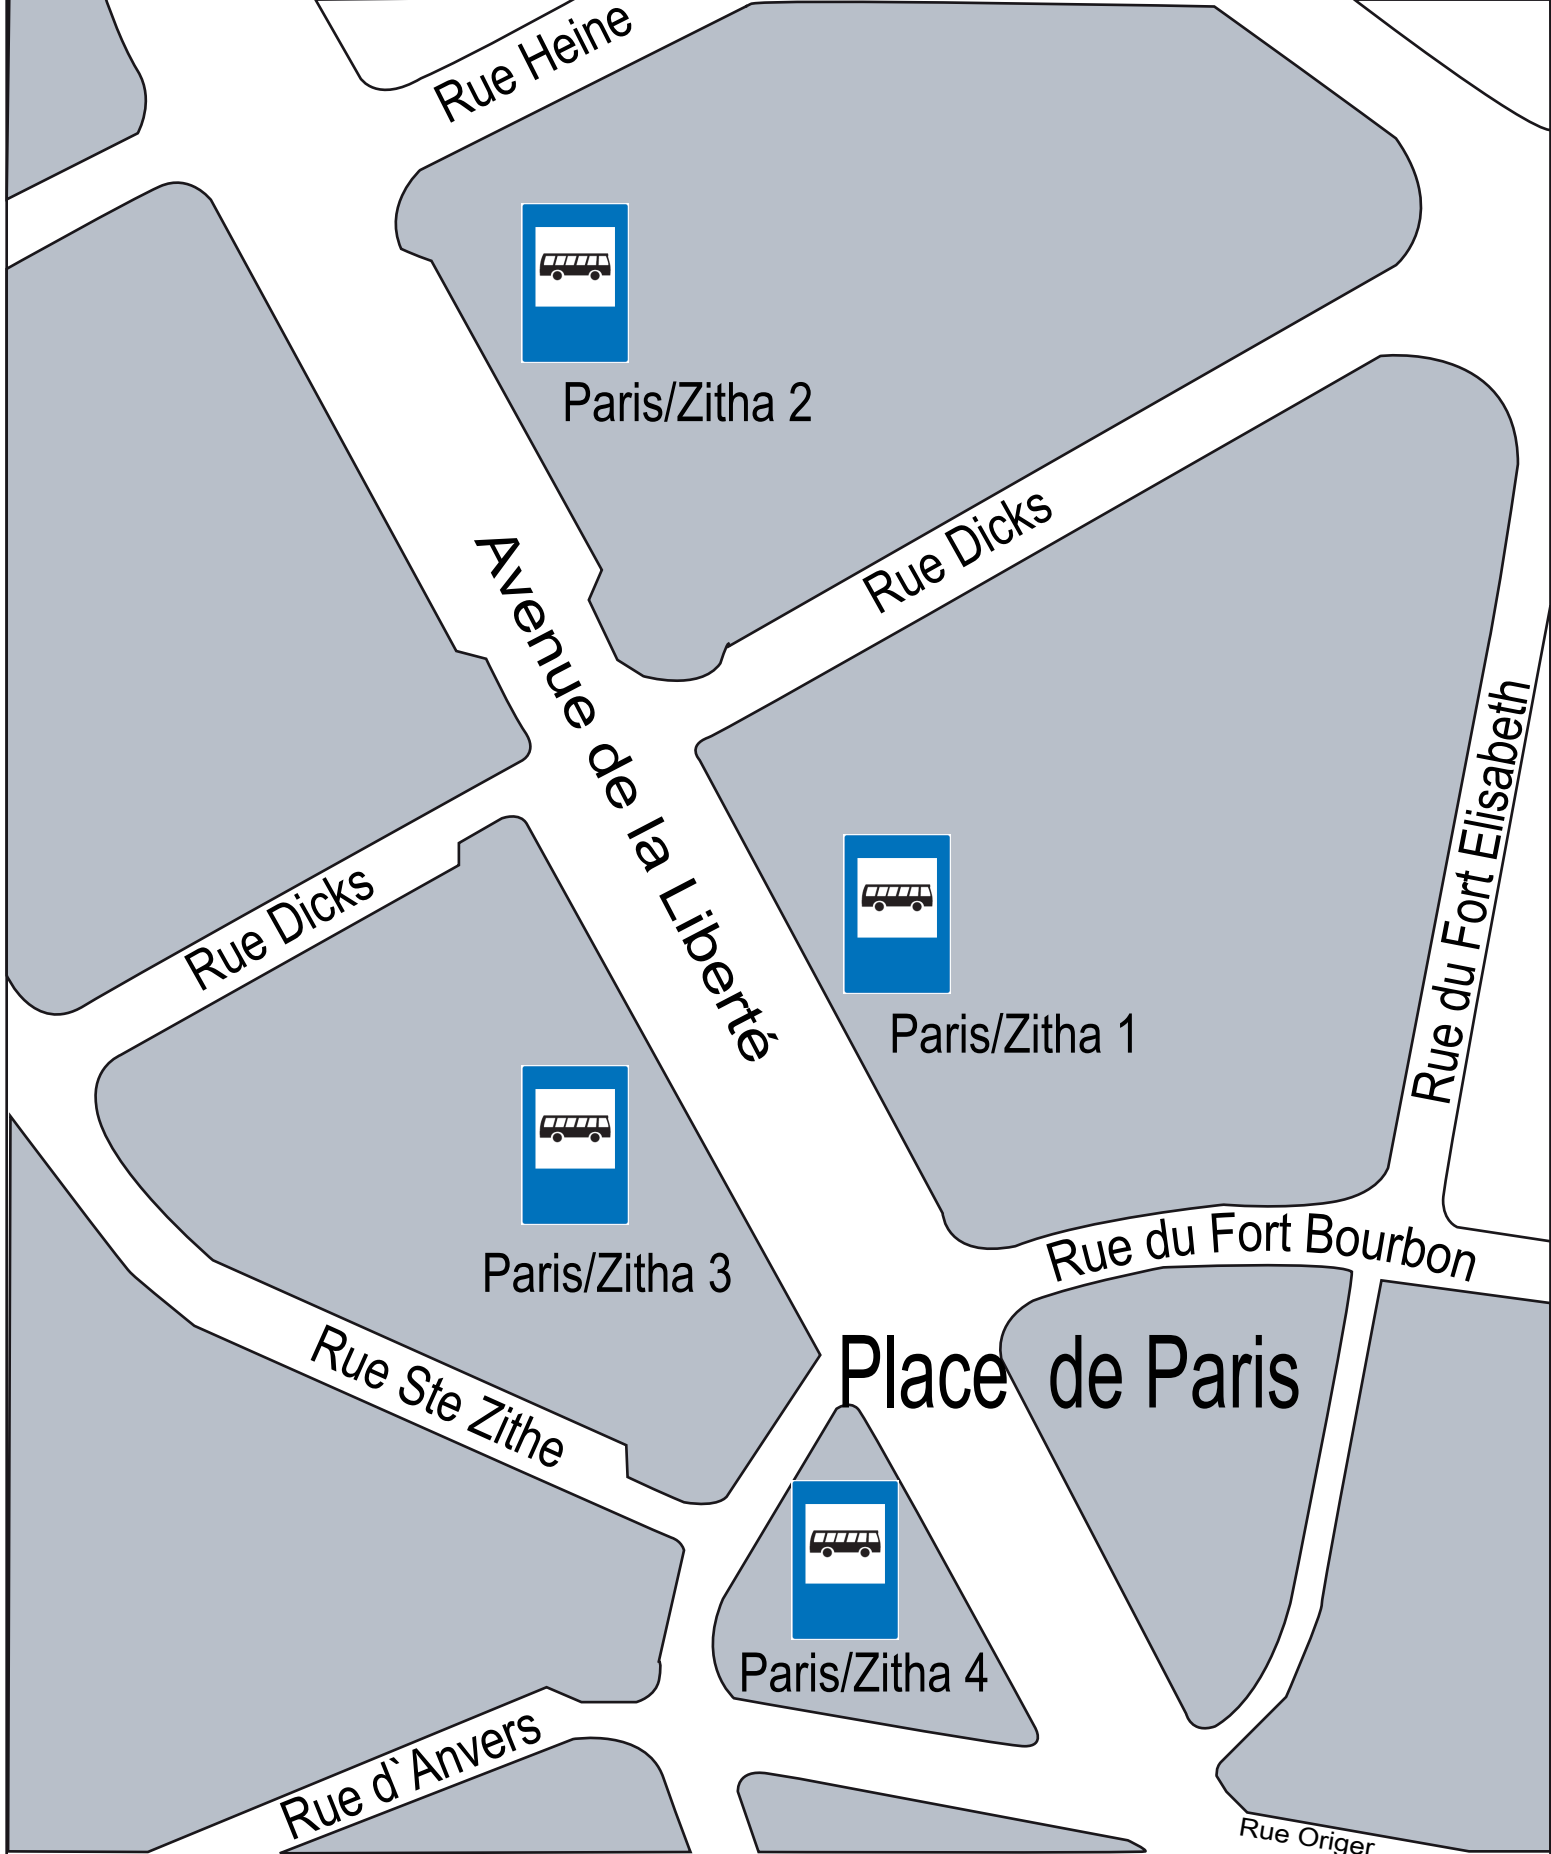 Rue Heine
Paris/Zitha 2
Rue Dicks
Avenue de la Liberté
Rue du Fort Elisabeth
Rue Dicks
Paris/Zitha 1
Rue du Fort Bourbon
Paris/Zitha 3
Rue Ste Zithe
Place de Paris
Paris/Zitha 4
Rue d`Anvers
Rue Origer